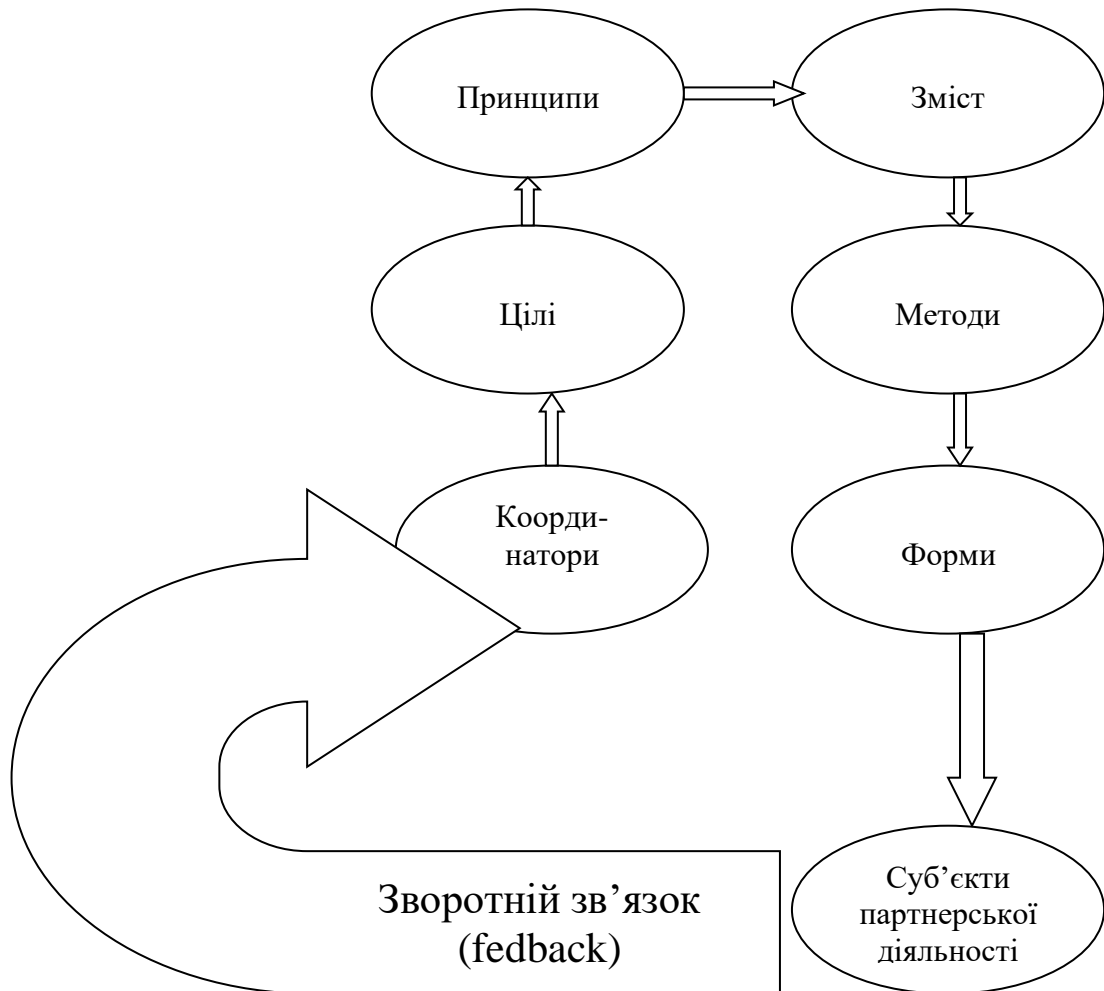 Принципи
Зміст
Цілі
Методи
Коорди-
натори
Форми
Зворотній зв’язок
(fedback)
Суб’єкти
партнерської
діяльності